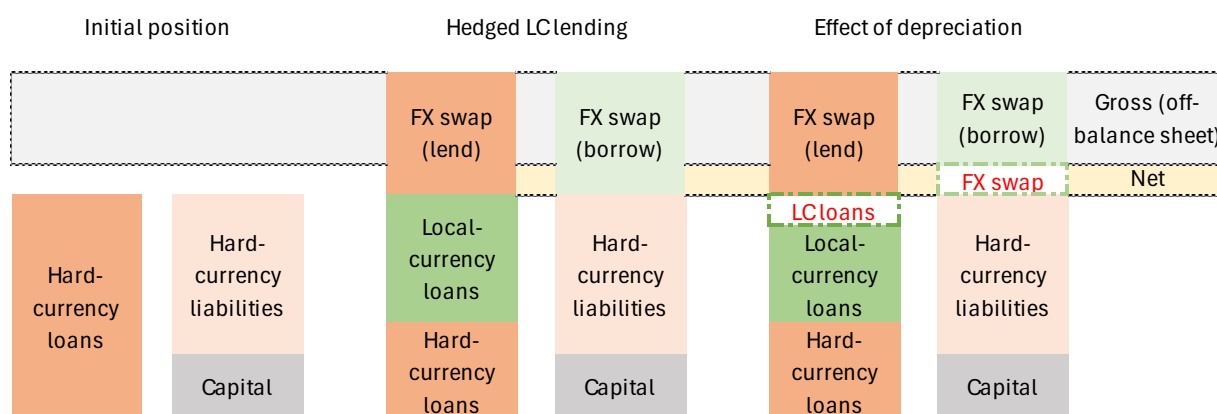 Initial position
Hedged LC lending
Effect of depreciation
FX swap
(lend)
FX swap
(borrow)
FX swap
(lend)
FX swap
(borrow)
Gross (off-
balance sheet)
FX swap
Net
Hard-
currency
loans
Hard-
currency
liabilities
Capital
Local-
currency
loans
Hard-
currency
loans
Hard-
currency
liabilities
Capital
LC loans
Local-
currency
loans
Hard-
currency
loans
Hard-
currency
liabilities
Capital